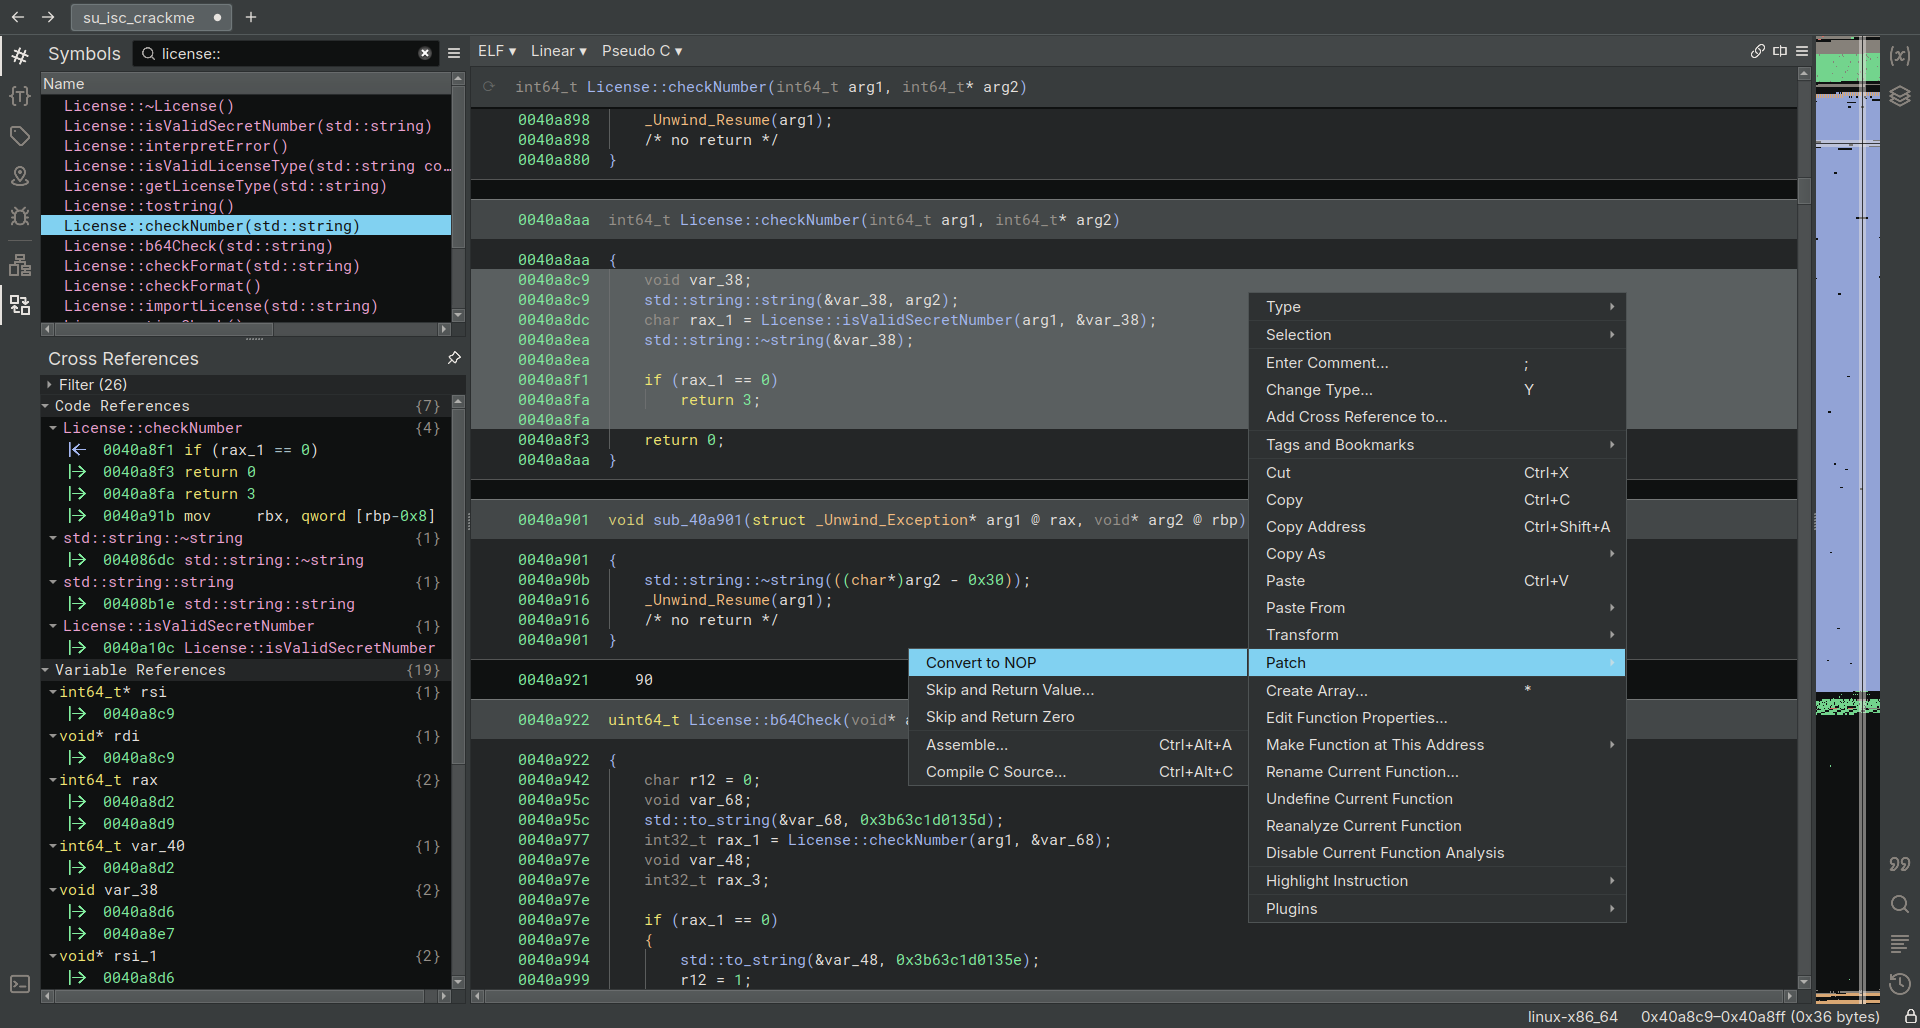 su_isc_crackme
Symbols
license::
Name
License::~License()
License::isValidSecretNumber(std::string)
License::interpretError()
License::isValidLicenseType(std::string co…
License::getLicenseType(std::string)
License::tostring()
License::checkNumber(std::string)
License::b64Check(std::string)
License::checkFormat(std::string)
License::checkFormat()
License::importLicense(std::string)
Cross References
Filter (26)
Code References {7}
License::checkNumber {4}
0040a8f1 if (rax_1 == 0)
0040a8f3 return 0
0040a8fa return 3
0040a91b mov rbx, qword [rbp-0x8]
std::string::~string {1}
004086dc std::string::~string
std::string::string {1}
00408b1e std::string::string
License::isValidSecretNumber {1}
0040a10c License::isValidSecretNumber
Variable References {19}
int64_t* rsi {1}
0040a8c9
void* rdi {1}
0040a8c9
int64_t rax {2}
0040a8d2
0040a8d9
int64_t var_40 {1}
0040a8d2
void var_38 {2}
0040a8d6
0040a8e7
void* rsi_1 {2}
0040a8d6
ELF ▾ Linear ▾ Pseudo C ▾
int64_t License::checkNumber(int64_t arg1, int64_t* arg2)
0040a898 _Unwind_Resume(arg1);
0040a898 /* no return */
0040a880 }
0040a8aa int64_t License::checkNumber(int64_t arg1, int64_t* arg2)
0040a8aa {
0040a8c9 void var_38;
0040a8c9 std::string::string(&var_38, arg2);
0040a8dc char rax_1 = License::isValidSecretNumber(arg1, &var_38);
0040a8ea std::string::~string(&var_38);
0040a8ea
0040a8f1 if (rax_1 == 0)
0040a8fa return 3;
0040a8fa
0040a8f3 return 0;
0040a8aa }
0040a901 void sub_40a901(struct _Unwind_Exception* arg1 @ rax, void* arg2 @ rbp)
0040a901 {
0040a90b std::string::~string(((char*)arg2 - 0x30));
0040a916 _Unwind_Resume(arg1);
0040a916 /* no return */
0040a901 }
0040a921 90
0040a922 uint64_t License::b64Check(void*
0040a922 {
0040a942 char r12 = 0;
0040a95c void var_68;
0040a95c std::to_string(&var_68, 0x3b63c1d0135d);
0040a977 int32_t rax_1 = License::checkNumber(arg1, &var_68);
0040a97e void var_48;
0040a97e int32_t rax_3;
0040a97e
0040a97e if (rax_1 == 0)
0040a97e {
0040a994 std::to_string(&var_48, 0x3b63c1d0135e);
0040a999 r12 = 1;
Type
Selection
Enter Comment... ;
Change Type... Y
Add Cross Reference to...
Tags and Bookmarks
Cut Ctrl+X
Copy Ctrl+C
Copy Address Ctrl+Shift+A
Copy As
Paste Ctrl+V
Paste From
Transform
Patch
Create Array... *
Edit Function Properties...
Make Function at This Address
Rename Current Function...
Undefine Current Function
Reanalyze Current Function
Disable Current Function Analysis
Highlight Instruction
Plugins
Convert to NOP
Skip and Return Value...
Skip and Return Zero
Assemble... Ctrl+Alt+A
Compile C Source... Ctrl+Alt+C
linux-x86_64 0x40a8c9–0x40a8ff (0x36 bytes)